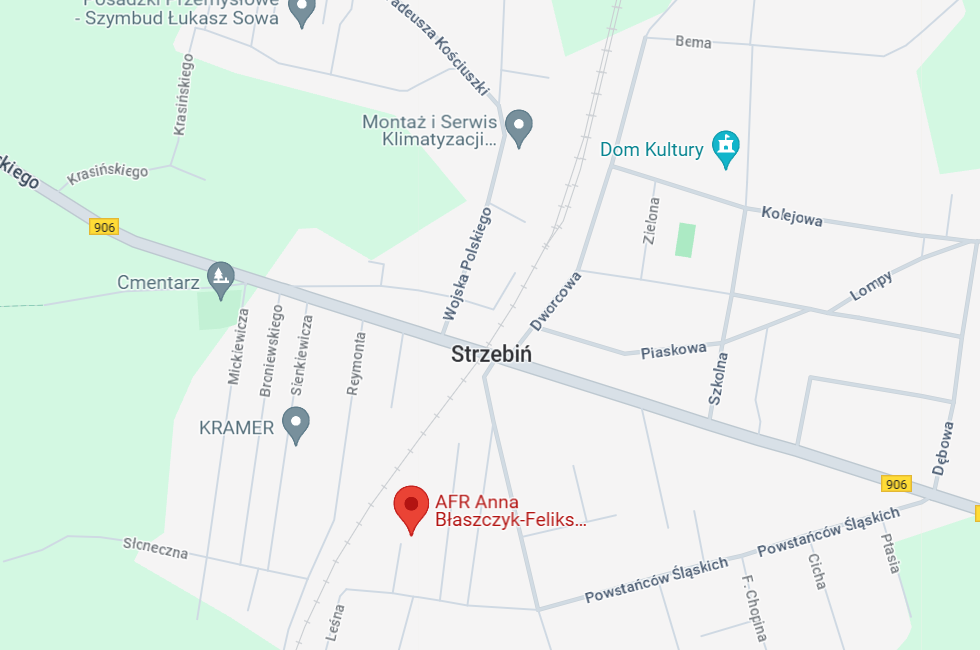 Posadzki Przemysłowe
- Szymbud Łukasz Sowa
adeusza Kościuszki
Bema
Krasińskiego
Montaż i Serwis
Klimatyzacji...
Dom Kultury
skiego
Krasińskiego
906
Zielona
Kolejowa
Wojska Polskiego
Cmentarz
Dworcowa
Lompy
Mickiewicza
Broniewskiego
Sienkiewicza
Reymonta
Strzebiń
Piaskowa
Szkolna
KRAMER
Dębowa
906
AFR Anna
Błaszczyk-Feliks...
Powstańców Śląskich
Słoneczna
Powstańców Śląskich
Ptasia
Cicha
F. Chopina
Leśna